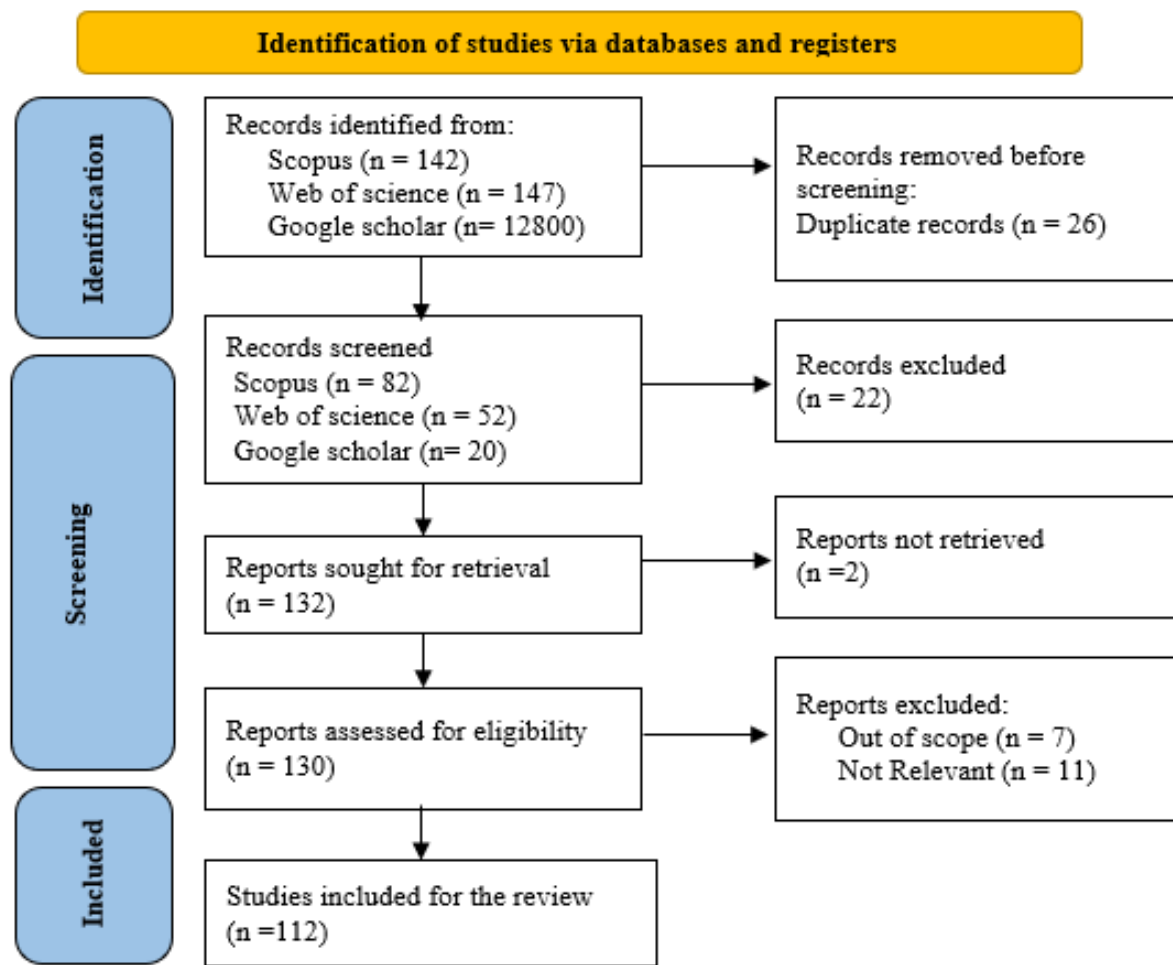 Identification of studies via databases and registers
Identification
Records identified from:
Scopus (n = 142)
Web of science (n = 147)
Google scholar (n= 12800)
Records removed before
screening:
Duplicate records (n = 26)
Screening
Records screened
Scopus (n = 82)
Web of science (n = 52)
Google scholar (n= 20)
Records excluded
(n = 22)
Reports sought for retrieval
(n = 132)
Reports not retrieved
(n =2)
Reports assessed for eligibility
(n = 130)
Reports excluded:
Out of scope (n = 7)
Not Relevant (n = 11)
Included
Studies included for the review
(n =112)